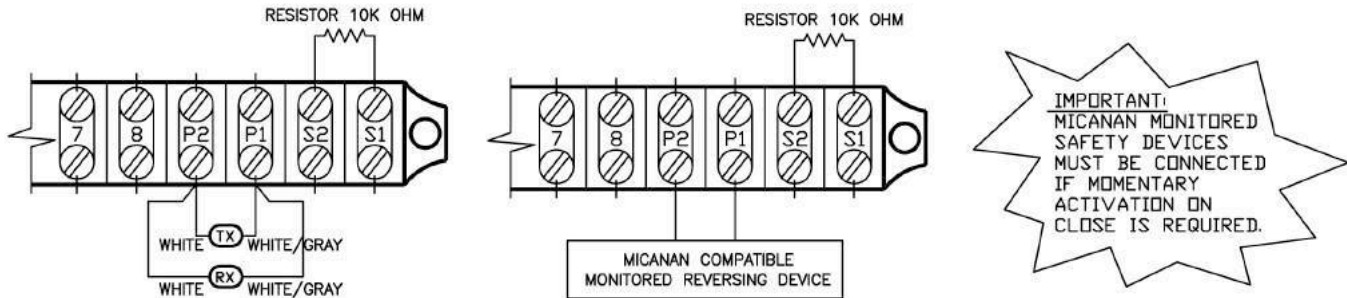 RESISTOR 10K OHM
7 8 P2 P1 S2 S1
WHITE TX WHITE/GRAY
WHITE RX WHITE/GRAY
RESISTOR 10K OHM
7 8 P2 P1 S2 S1
MICANAN COMPATIBLE
MONITORED REVERSING DEVICE
IMPORTANT:
MICANAN MONITORED
SAFETY DEVICES
MUST BE CONNECTED
IF MOMENTARY
ACTIVATION ON
CLOSE IS REQUIRED.